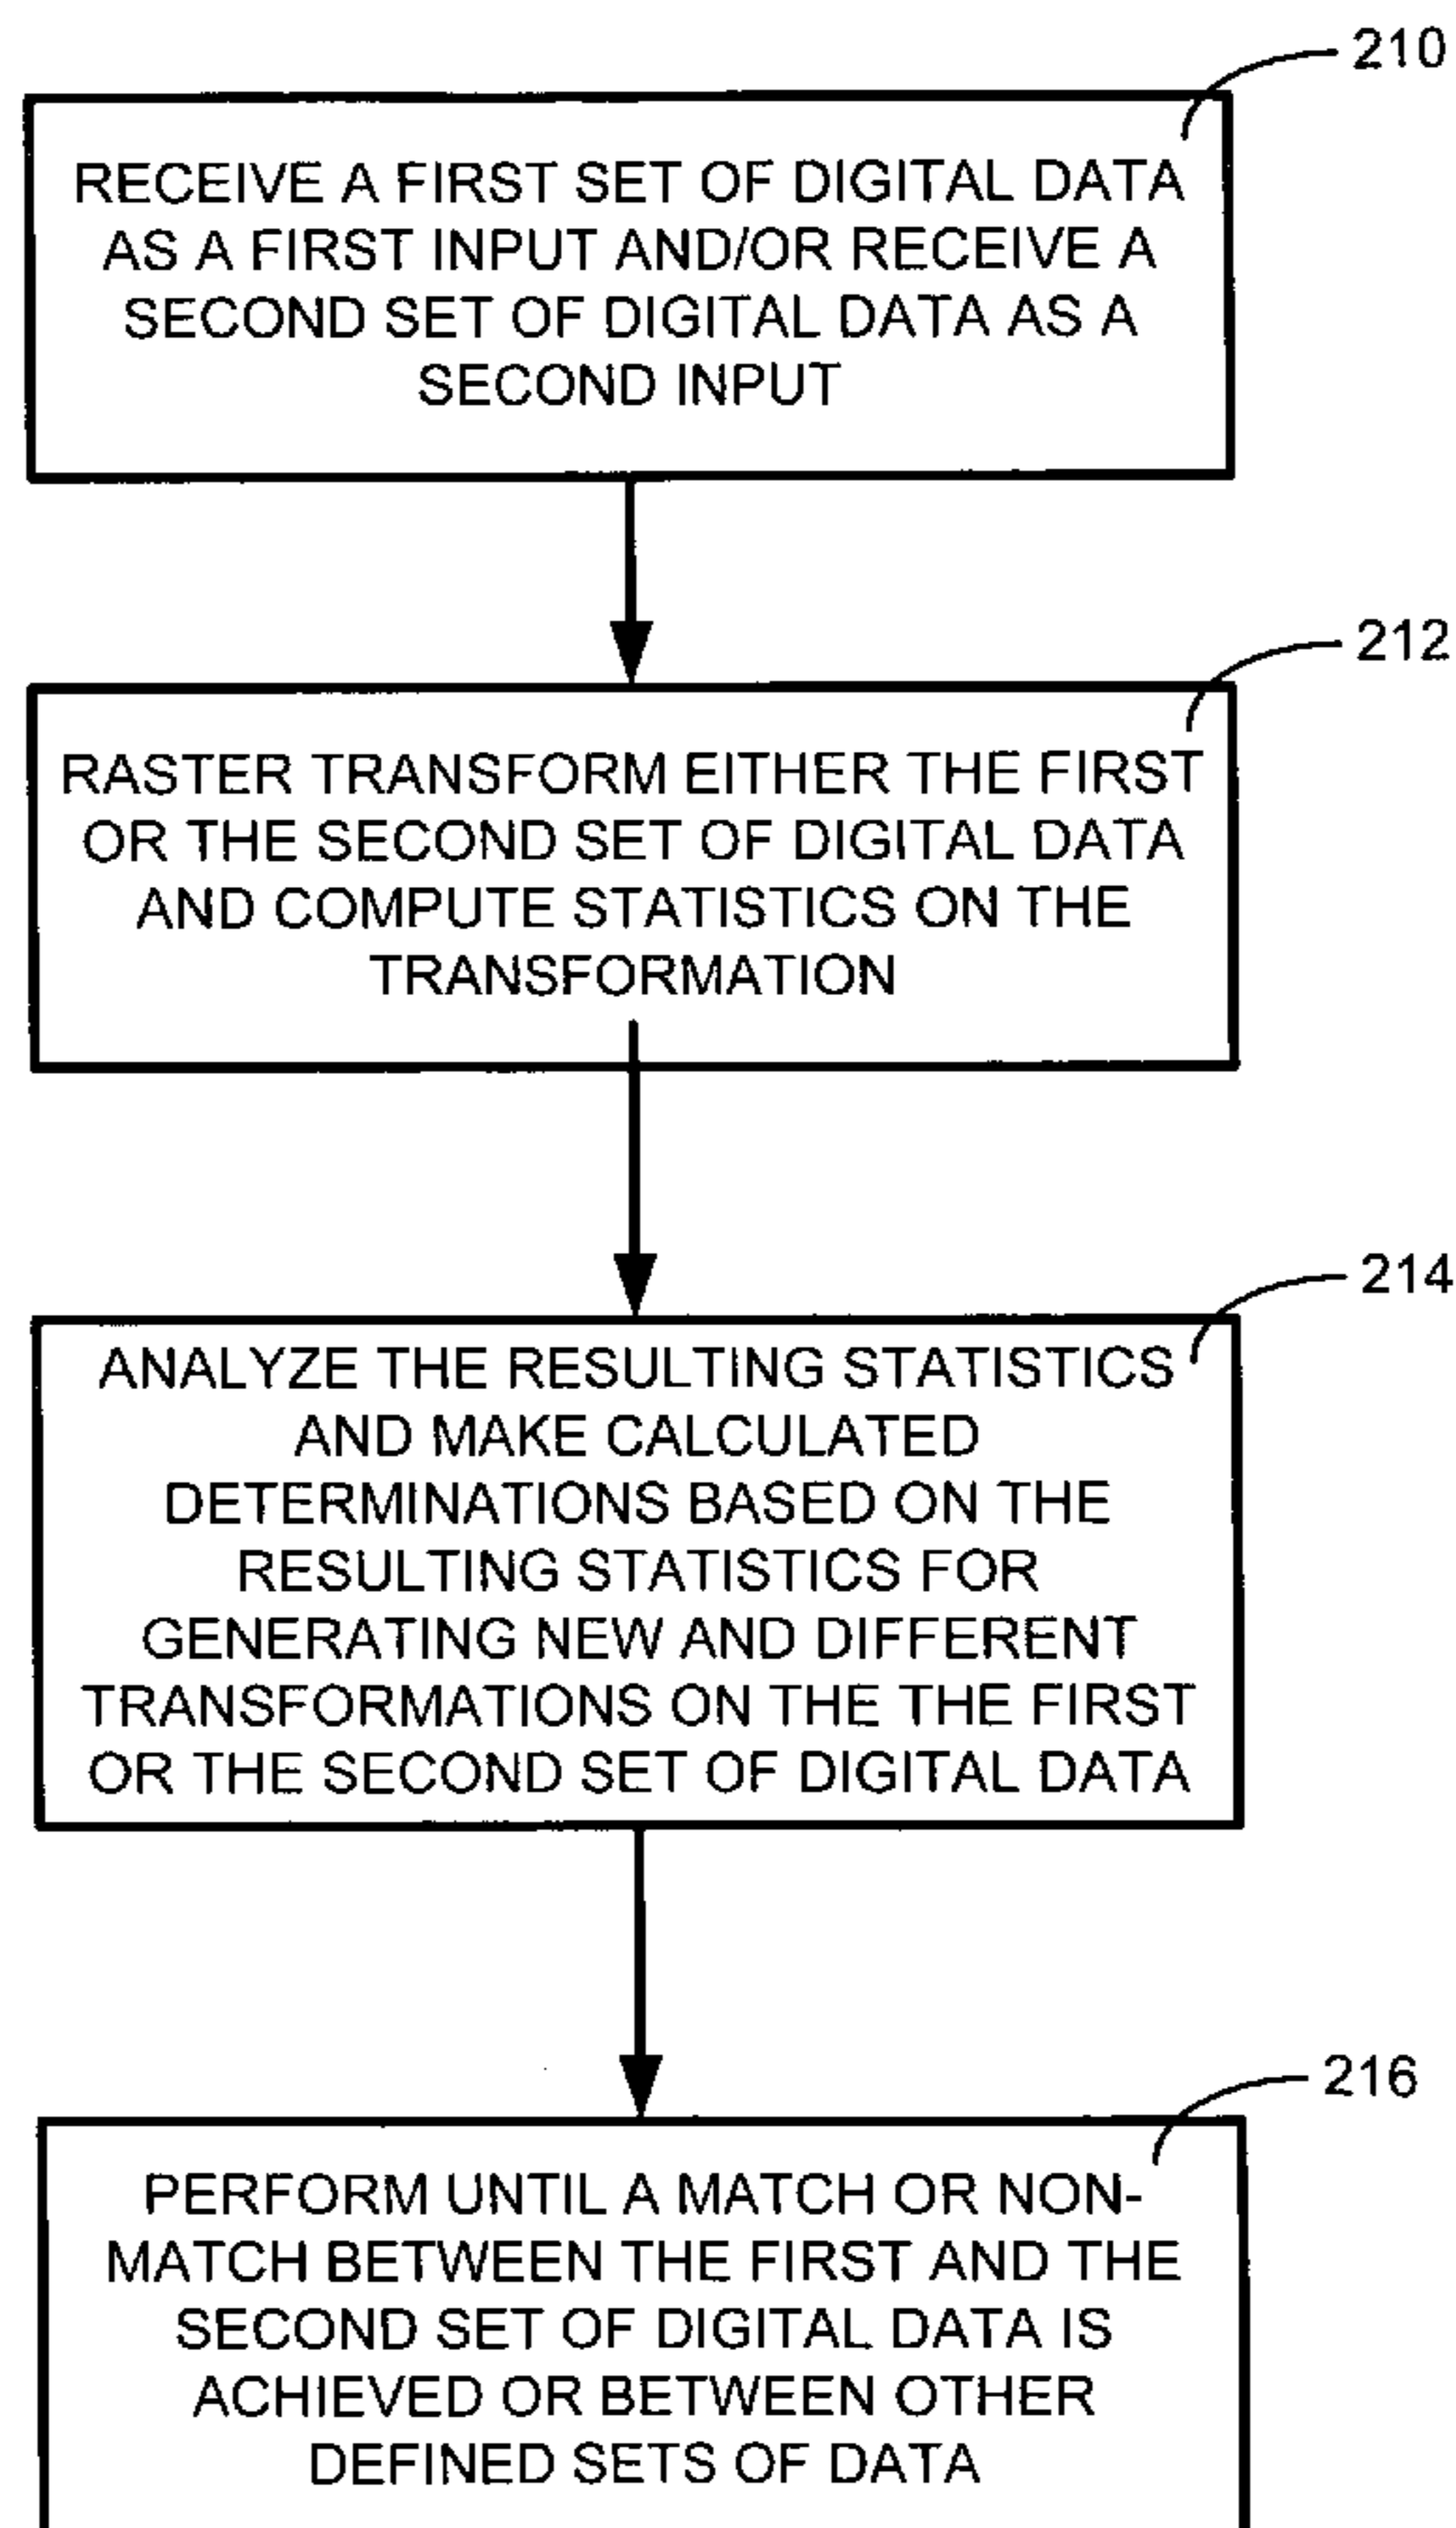 210
RECEIVE A FIRST SET OF DIGITAL DATA
AS A FIRST INPUT AND/OR RECEIVE A
SECOND SET OF DIGITAL DATA AS A
SECOND INPUT
212
RASTER TRANSFORM EITHER THE FIRST
OR THE SECOND SET OF DIGITAL DATA
AND COMPUTE STATISTICS ON THE
TRANSFORMATION
214
ANALYZE THE RESULTING STATISTICS
AND MAKE CALCULATED
DETERMINATIONS BASED ON THE
RESULTING STATISTICS FOR
GENERATING NEW AND DIFFERENT
TRANSFORMATIONS ON THE THE FIRST
OR THE SECOND SET OF DIGITAL DATA
216
PERFORM UNTIL A MATCH OR NON-
MATCH BETWEEN THE FIRST AND THE
SECOND SET OF DIGITAL DATA IS
ACHIEVED OR BETWEEN OTHER
DEFINED SETS OF DATA